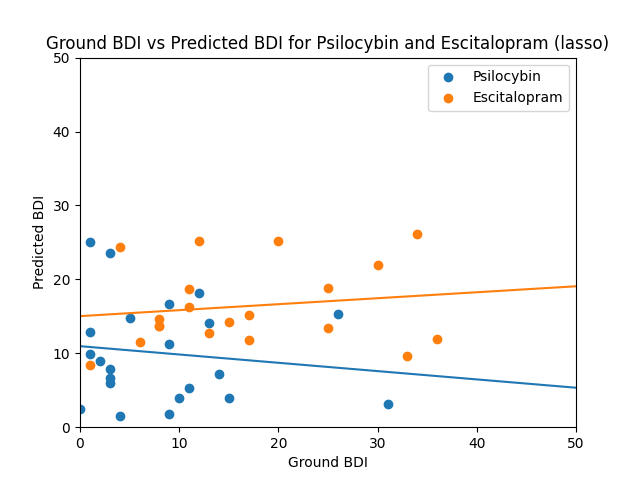 Ground BDI vs Predicted BDI for Psilocybin and Escitalopram (lasso)
50
40
30
20
10
0
Predicted BDI
Psilocybin
Escitalopram
0 10 20 30 40 50
Ground BDI